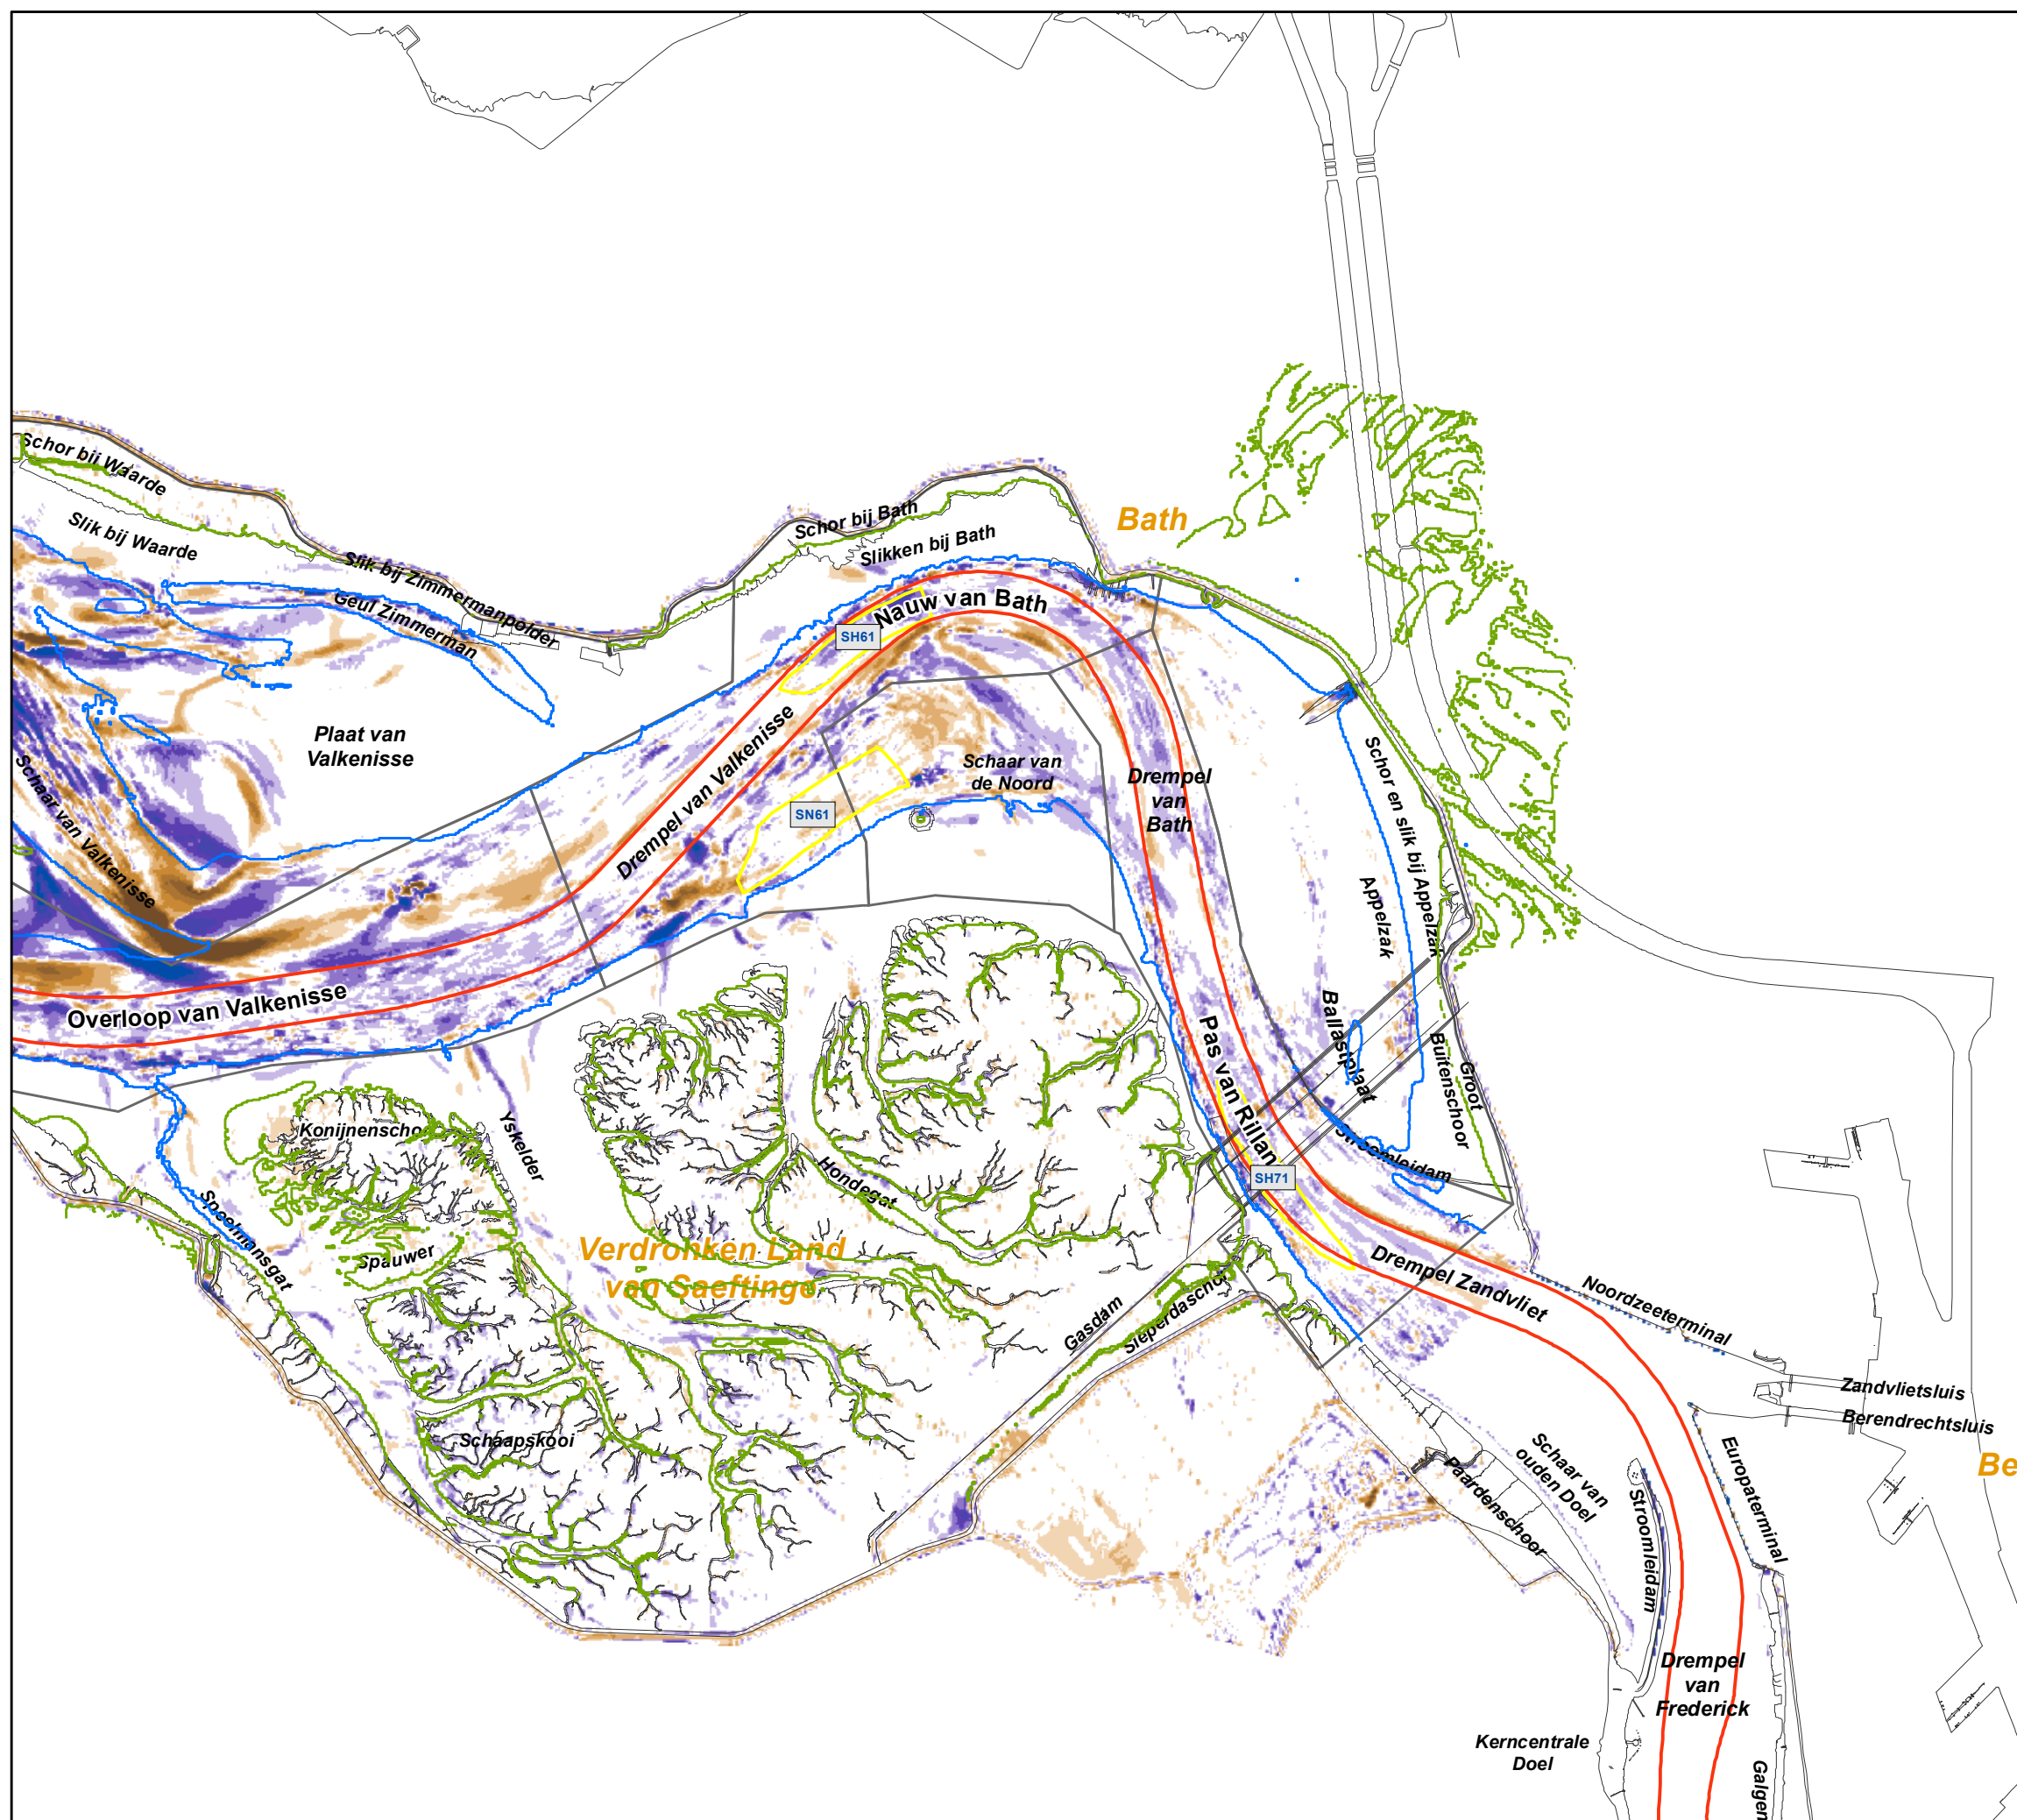 Schor bij Waarde
Slik bij Waarde
Slik bij Zimmermanpolder
Geul Zimmerman
Schor bij Bath
Slikken bij Bath
Bath
Nauw van Bath
SH61
Plaat van
Valkenisse
Schaar van Valkenisse
Drempel van Valkenisse
SN61
Schaar van
de Noord
Drempel
van
Bath
Schor en slik bij Appelzak
Appelzak
Overloop van Valkenisse
Ballastplaat
Pas van Rilland
Groot
Buitenschoor
Stroomleidam
SH71
Konijnenschor
Yskelder
Hondegat
Speelmansgat
Spauwer
Verdronken Land
van Saeftinge
Gasdam
Sieperdaschor
Drempel Zandvliet
Noordzeeterminal
Zandvlietsluis
Berendrechtsluis
Schaapskooi
Schaar van
ouden Doel
Paardenschoor
Stroomleidam
Europaterminal
Be
Drempel
van
Frederick
Kerncentrale
Doel
Galgen